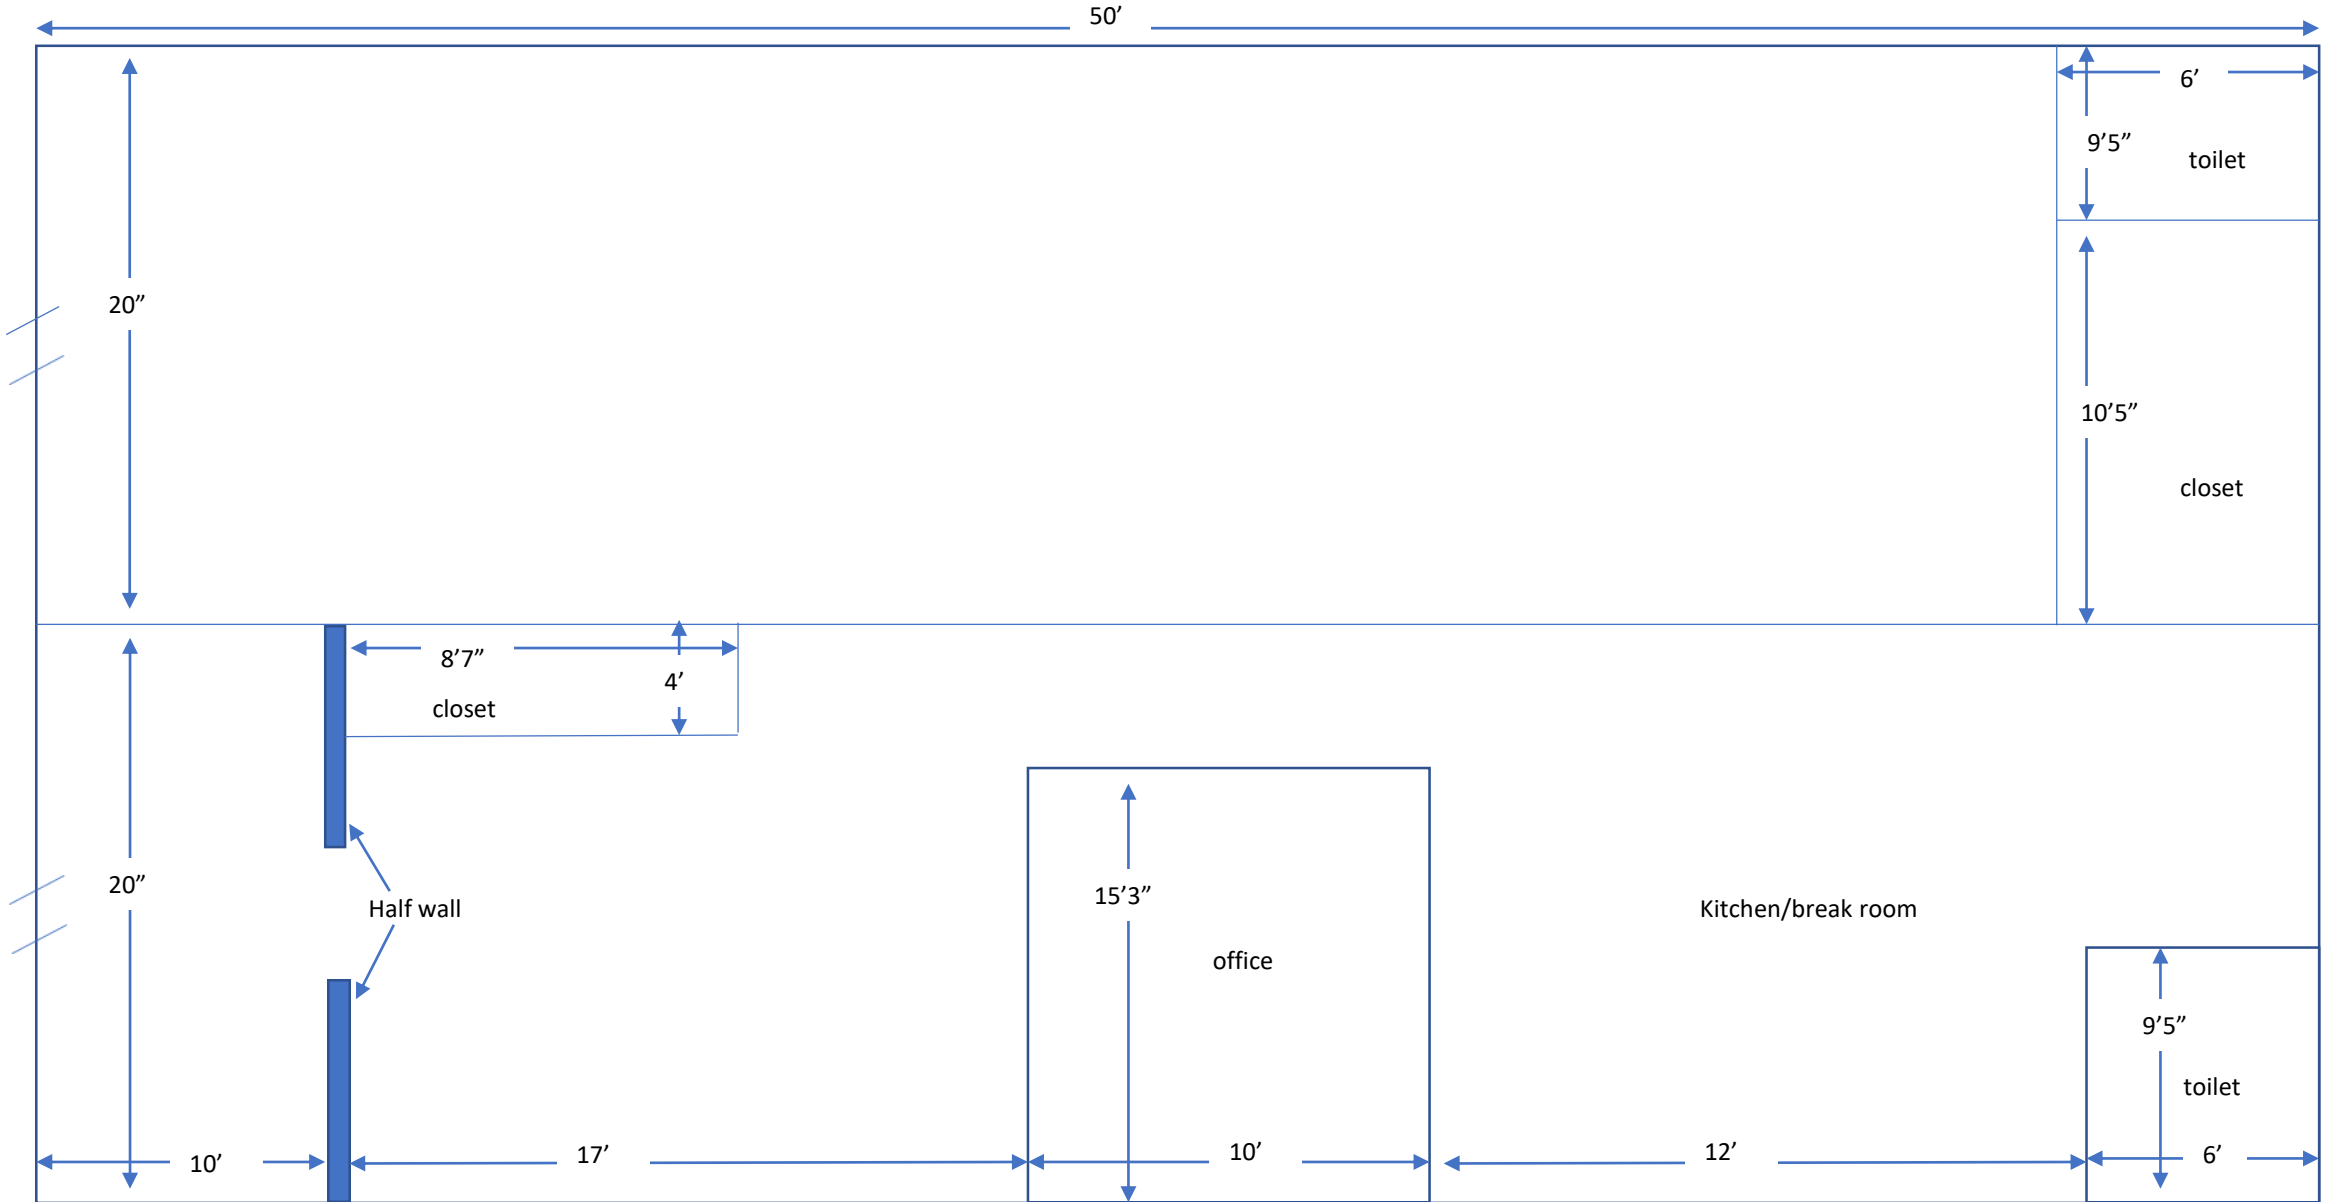 50’
6’
9’5”
toilet
20”
10’5”
closet
8’7”
4’
closet
20”
15’3”
Half wall
Kitchen/break room
office
9’5”
toilet
10’
17’
10’
12’
6’